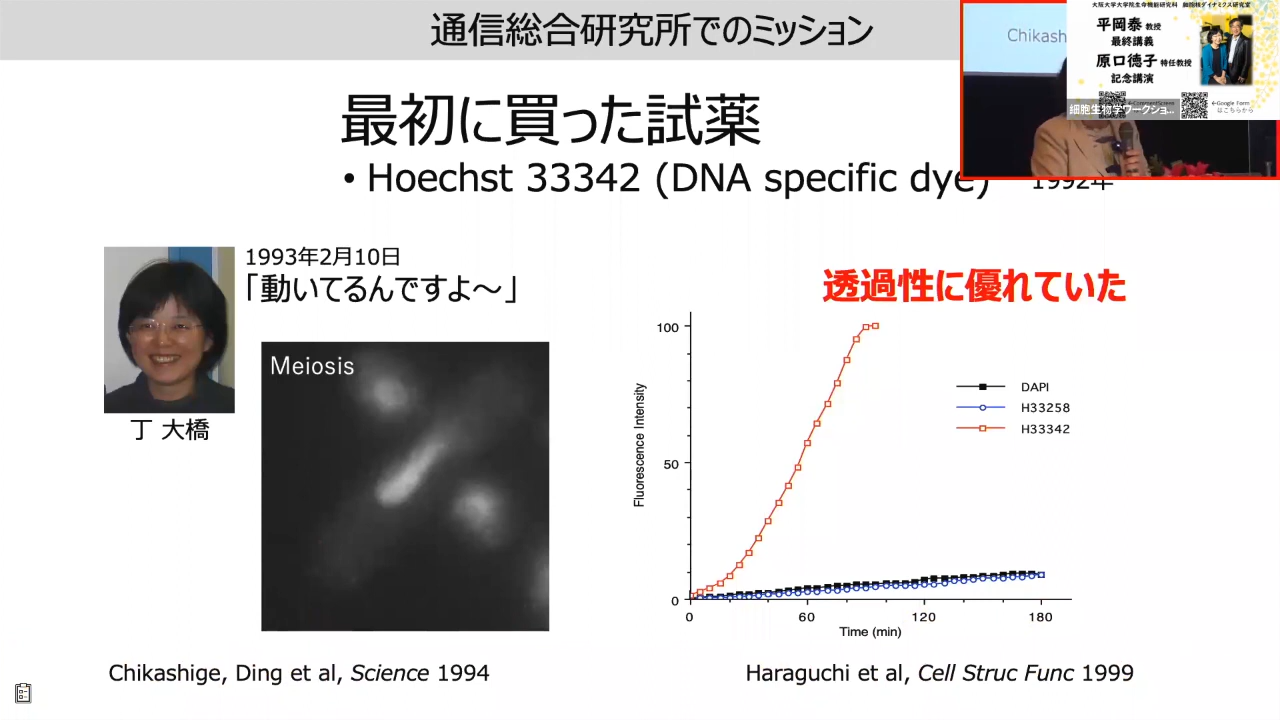 通信総合研究所でのミッション
Chikash
大阪大学大学院生命機能研究科 細胞核ダイナミクス研究室
平岡泰 教授
最終講義
原口徳子 特任教授
記念講演
細胞生物学ワークショ...
←Google Form
はこちらから
最初に買った試薬
• Hoechst 33342 (DNA specific dye)
1992年
1993年2月10日
「動いてるんですよ～」
丁 大橋
Meiosis
Chikashige, Ding et al, Science 1994
透過性に優れていた
Fluorescence Intensity
100
50
0
0 60 120 180
Time (min)
DAPI
H33258
H33342
Haraguchi et al, Cell Struc Func 1999